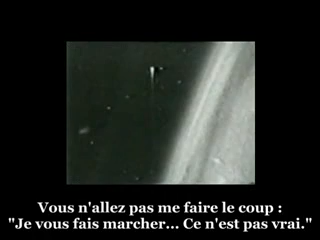 Vous n'allez pas me faire le coup :
"Je vous fais marcher... Ce n'est pas vrai."